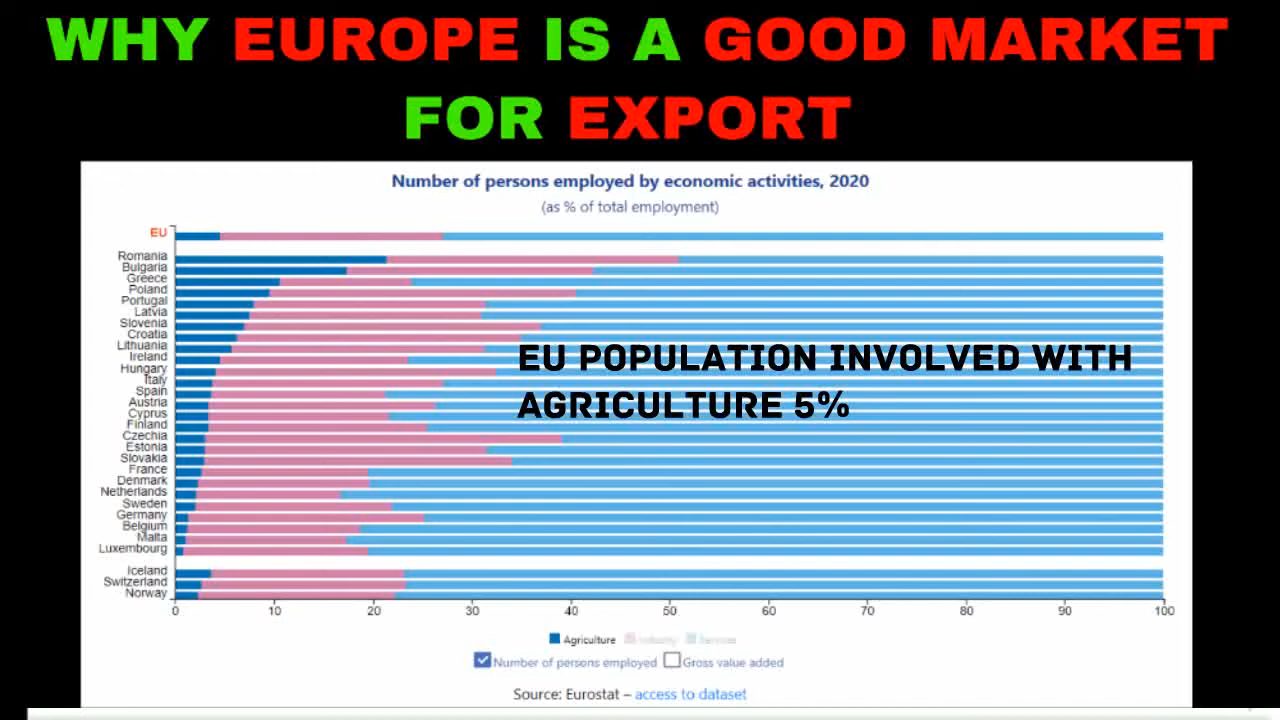 WHY EUROPE IS A GOOD MARKET
FOR EXPORT
Number of persons employed by economic activities, 2020
(as % of total employment)
EU
Romania
Bulgaria
Greece
Poland
Portugal
Latvia
Slovenia
Croatia
Lithuania
Ireland
Hungary
Italy
Spain
Austria
Cyprus
Finland
Czechia
Estonia
Slovakia
France
Denmark
Netherlands
Sweden
Germany
Belgium
Malta
Luxembourg
Iceland
Switzerland
Norway
EU POPULATION INVOLVED WITH
AGRICULTURE 5%
0 10 20 30 40 50 60 70 80 90 100
Agriculture Industry Services
Number of persons employed Gross value added
Source: Eurostat – access to dataset